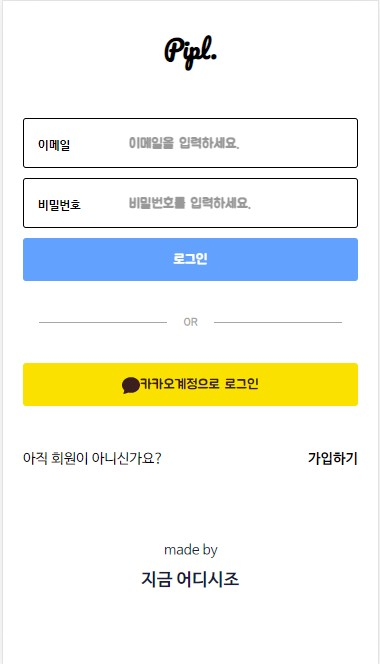 Pipl.
이메일 이메일을 입력하세요.
비밀번호 비밀번호를 입력하세요.
로그인
OR
카카오계정으로 로그인
아직 회원이 아니신가요? 가입하기
made by
지금 어디시조